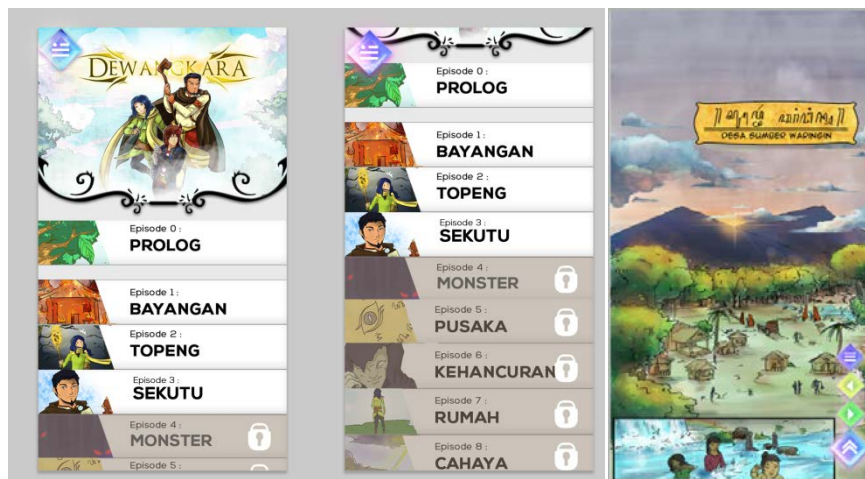 DEWANGKARA
Episode 0 :
PROLOG
Episode 1 :
BAYANGAN
Episode 2 :
TOPENG
Episode 3 :
SEKUTU
Episode 4 :
MONSTER
Episode 5 :
Episode 0 :
PROLOG
Episode 1 :
BAYANGAN
Episode 2 :
TOPENG
Episode 3 :
SEKUTU
Episode 4 :
MONSTER
Episode 5 :
PUSAKA
Episode 6 :
KEHANCURAN
Episode 7 :
RUMAH
Episode 8 :
CAHAYA
DESA SUMBER WARINGIN